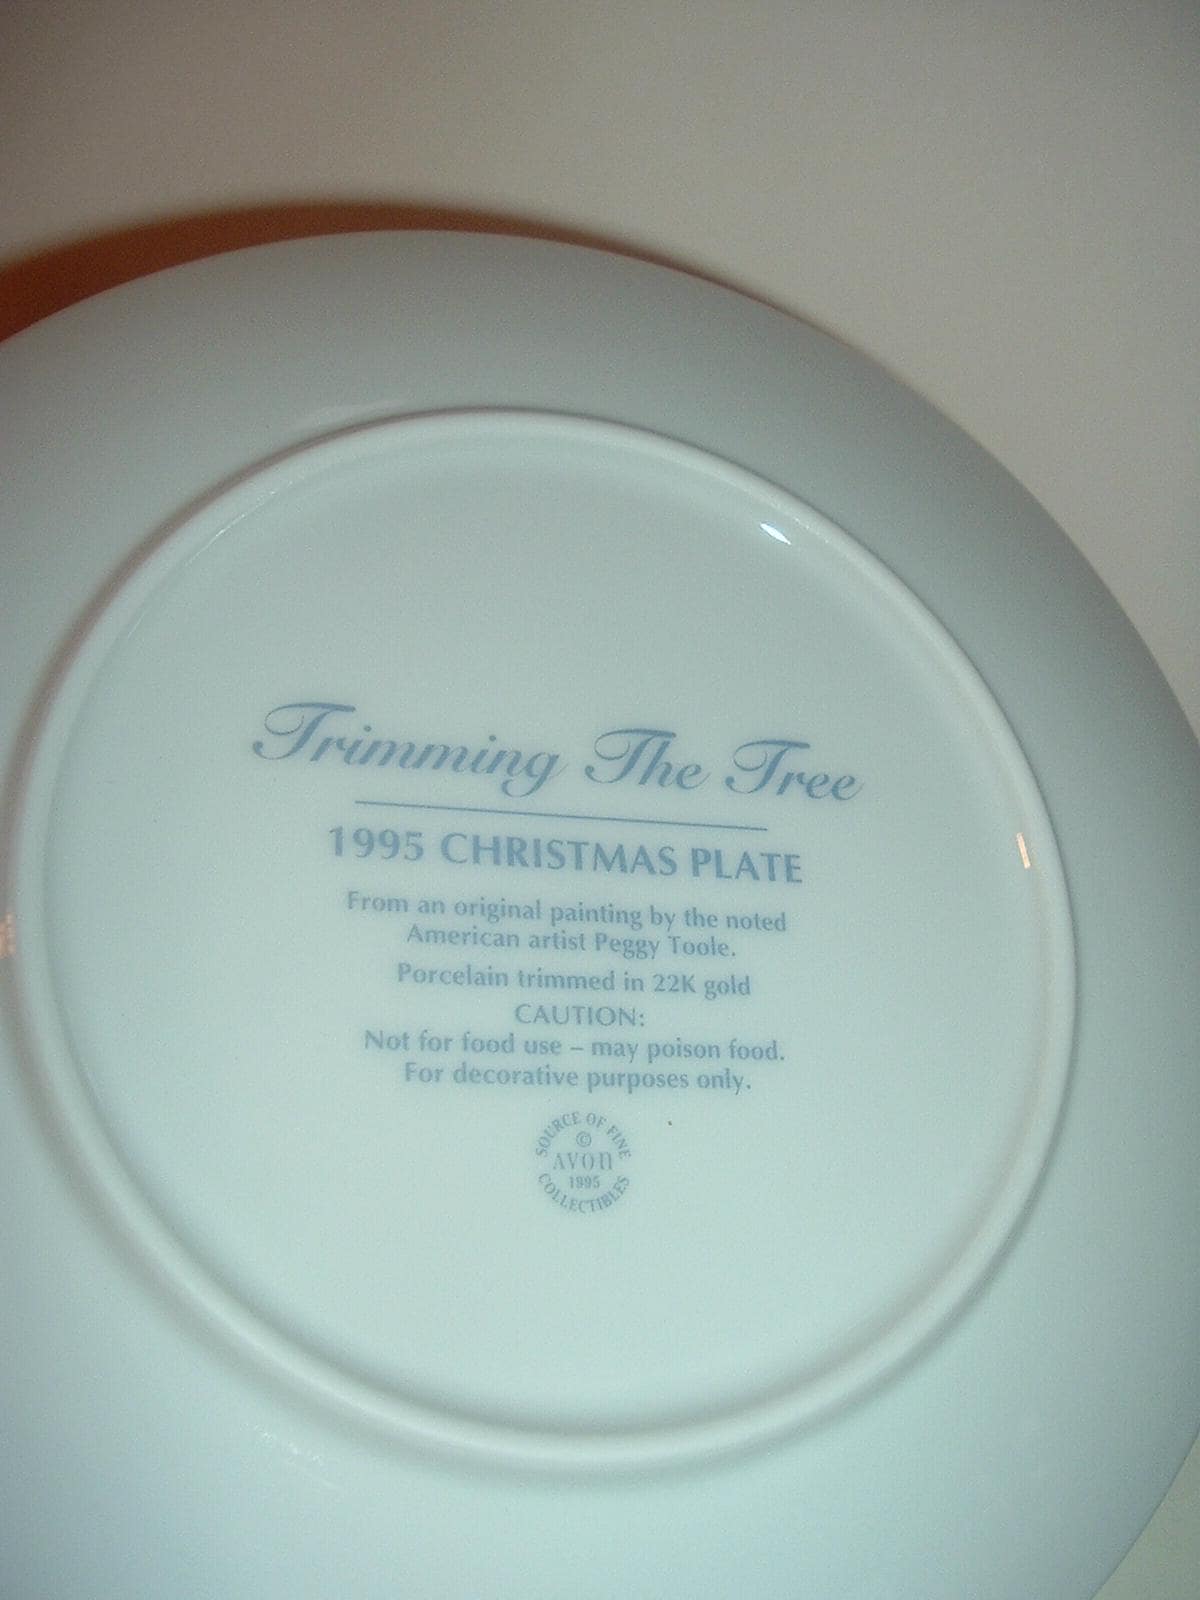 Trimming The Tree
1995 CHRISTMAS PLATE
From an original painting by the noted
American artist Peggy Toole.
Porcelain trimmed in 22K gold
CAUTION:
Not for food use – may poison food.
For decorative purposes only.
SOURCE OF FINE
©
AVON
1995
COLLECTIBLES